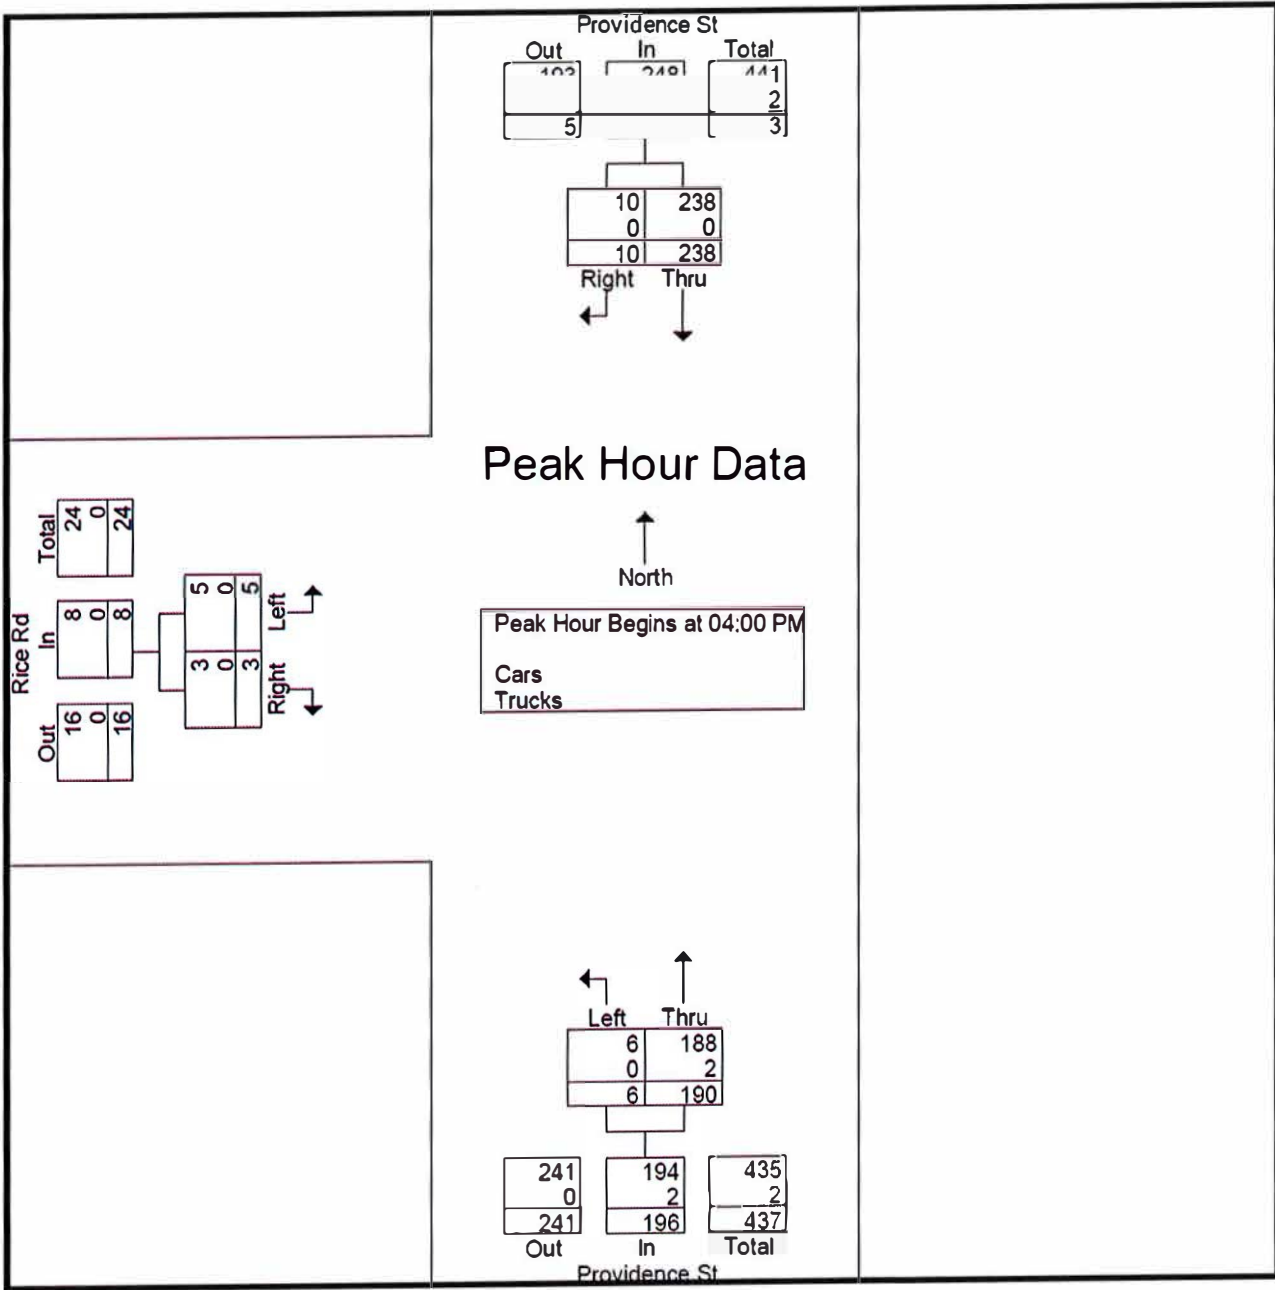 Providence St
Out In Total
193 248 441
2
5 3
10 238
0 0
10 238
Right Thru
Peak Hour Data
North
Peak Hour Begins at 04:00 PM
Cars
Trucks
Rice Rd
Out In Total
16 8 24
0 0 0
16 8 24
Right Left
3 5
0 0
3 5
Left Thru
6 188
0 2
6 190
241 194 435
0 2 2
241 196 437
Out In Total
Providence St